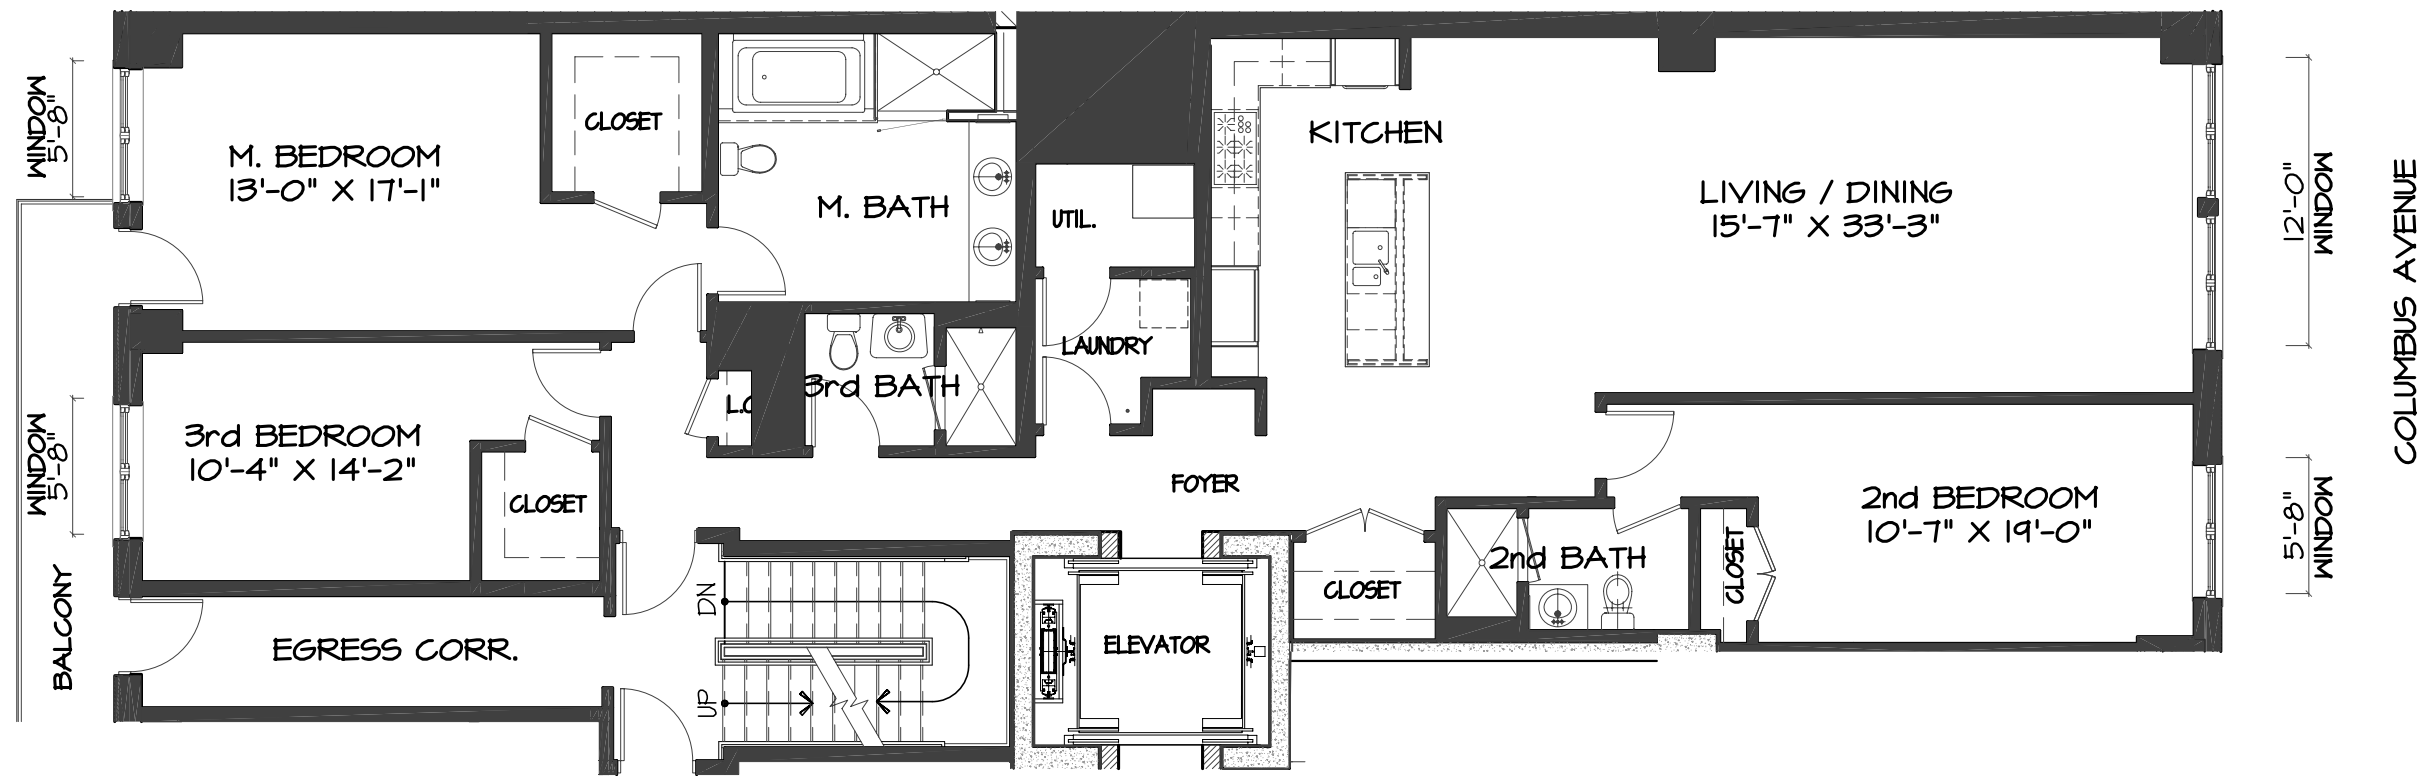 WINDOW
5'-8"
M. BEDROOM
13'-0" X 17'-1"
CLOSET
M. BATH
UTIL.
KITCHEN
LIVING / DINING
15'-7" X 33'-3"
12'-0"
WINDOW
COLUMBUS AVENUE
LAUNDRY
3rd BATH
L.C
WINDOW
5'-8"
3rd BEDROOM
10'-4" X 14'-2"
CLOSET
FOYER
2nd BEDROOM
10'-7" X 19'-0"
5'-8"
WINDOW
2nd BATH
CLOSET
CLOSET
BALCONY
EGRESS CORR.
DN
UP
ELEVATOR